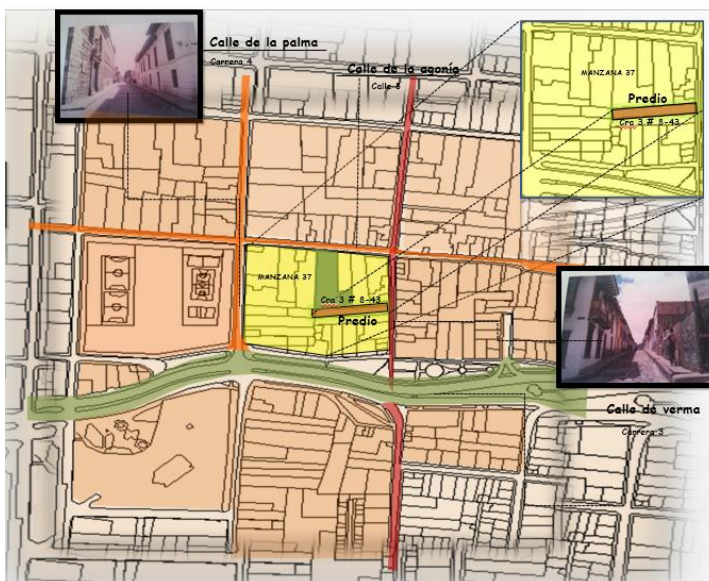 Calle de la palma
Carrera 4
Calle de la agonía
Calle 8
MANZANA 37
Predio
Cra 3 # 8-43
MANZANA 37
Cra 3 # 8-43
Predio
Calle de verma
Carrera 3